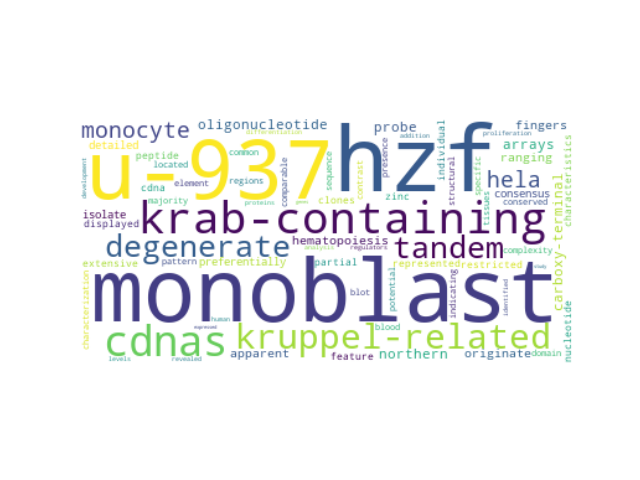 monocyte
oligonucleotide
differentiation
probe
addition
proliferation
fingers
detailed
peptide
located
common
u-937
hzf
individual
arrays
ranging
characteristics
development
cdna
element
regions
majority
proteins
gene
comparable
sequence
clones
contrast
presence
zinc
structural
specific
tissues
hela
consensus
conserved
isolate
displayed
krab-containing
carboxy-terminal
degenerate
hematopoiesis
analysis
regulators
tandem
complexity
extensive
pattern
preferentially
partial
represented
restricted
study
characterization
monoblast
blot
potential
indicating
identified
nucleotide
human
expressed
cdnas
kruppel-related
blood
levels
revealed
apparent
feature
northern
originate
domain